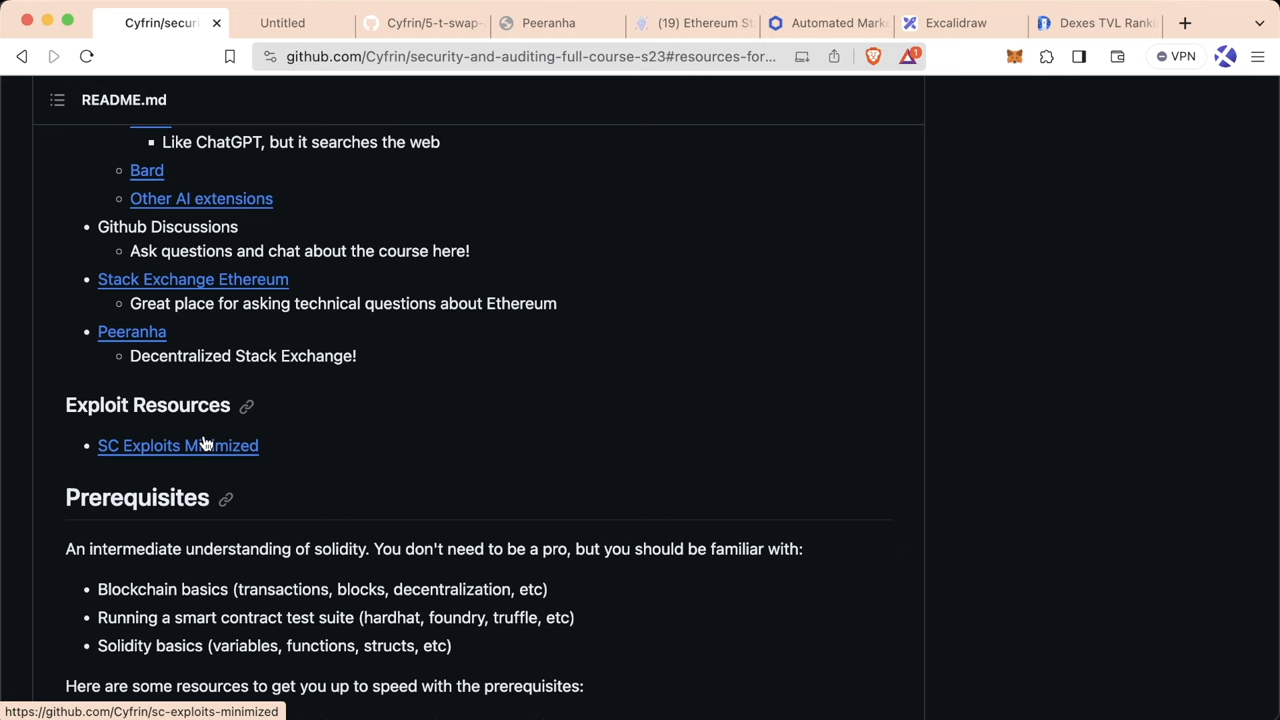 Cyfrin/securi
Untitled
Cyfrin/5-t-swap-
Peeranha
(19) Ethereum S
Automated Mark
Excalidraw
Dexes TVL Ranki
github.com/Cyfrin/security-and-auditing-full-course-s23#resources-for...
1
VPN
README.md
Like ChatGPT, but it searches the web
Bard
Other AI extensions
Github Discussions
Ask questions and chat about the course here!
Stack Exchange Ethereum
Great place for asking technical questions about Ethereum
Peeranha
Decentralized Stack Exchange!
Exploit Resources
SC Exploits Minimized
Prerequisites
An intermediate understanding of solidity. You don't need to be a pro, but you should be familiar with:
Blockchain basics (transactions, blocks, decentralization, etc)
Running a smart contract test suite (hardhat, foundry, truffle, etc)
Solidity basics (variables, functions, structs, etc)
Here are some resources to get you up to speed with the prerequisites:
https://github.com/Cyfrin/sc-exploits-minimized